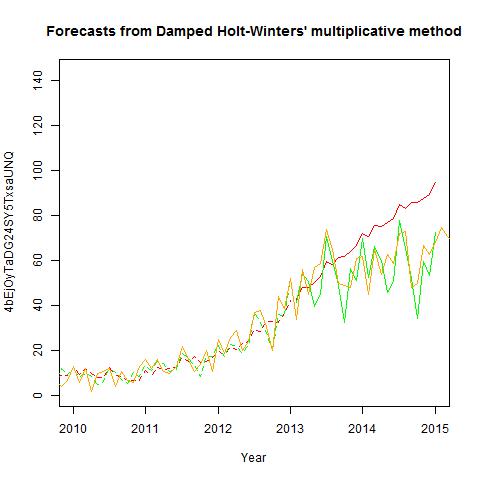 Forecasts from Damped Holt-Winters' multiplicative method
4bEjOyTaDG24SY5TxsaUNQ
140
120
100
80
60
40
20
0
2010 2011 2012 2013 2014 2015
Year